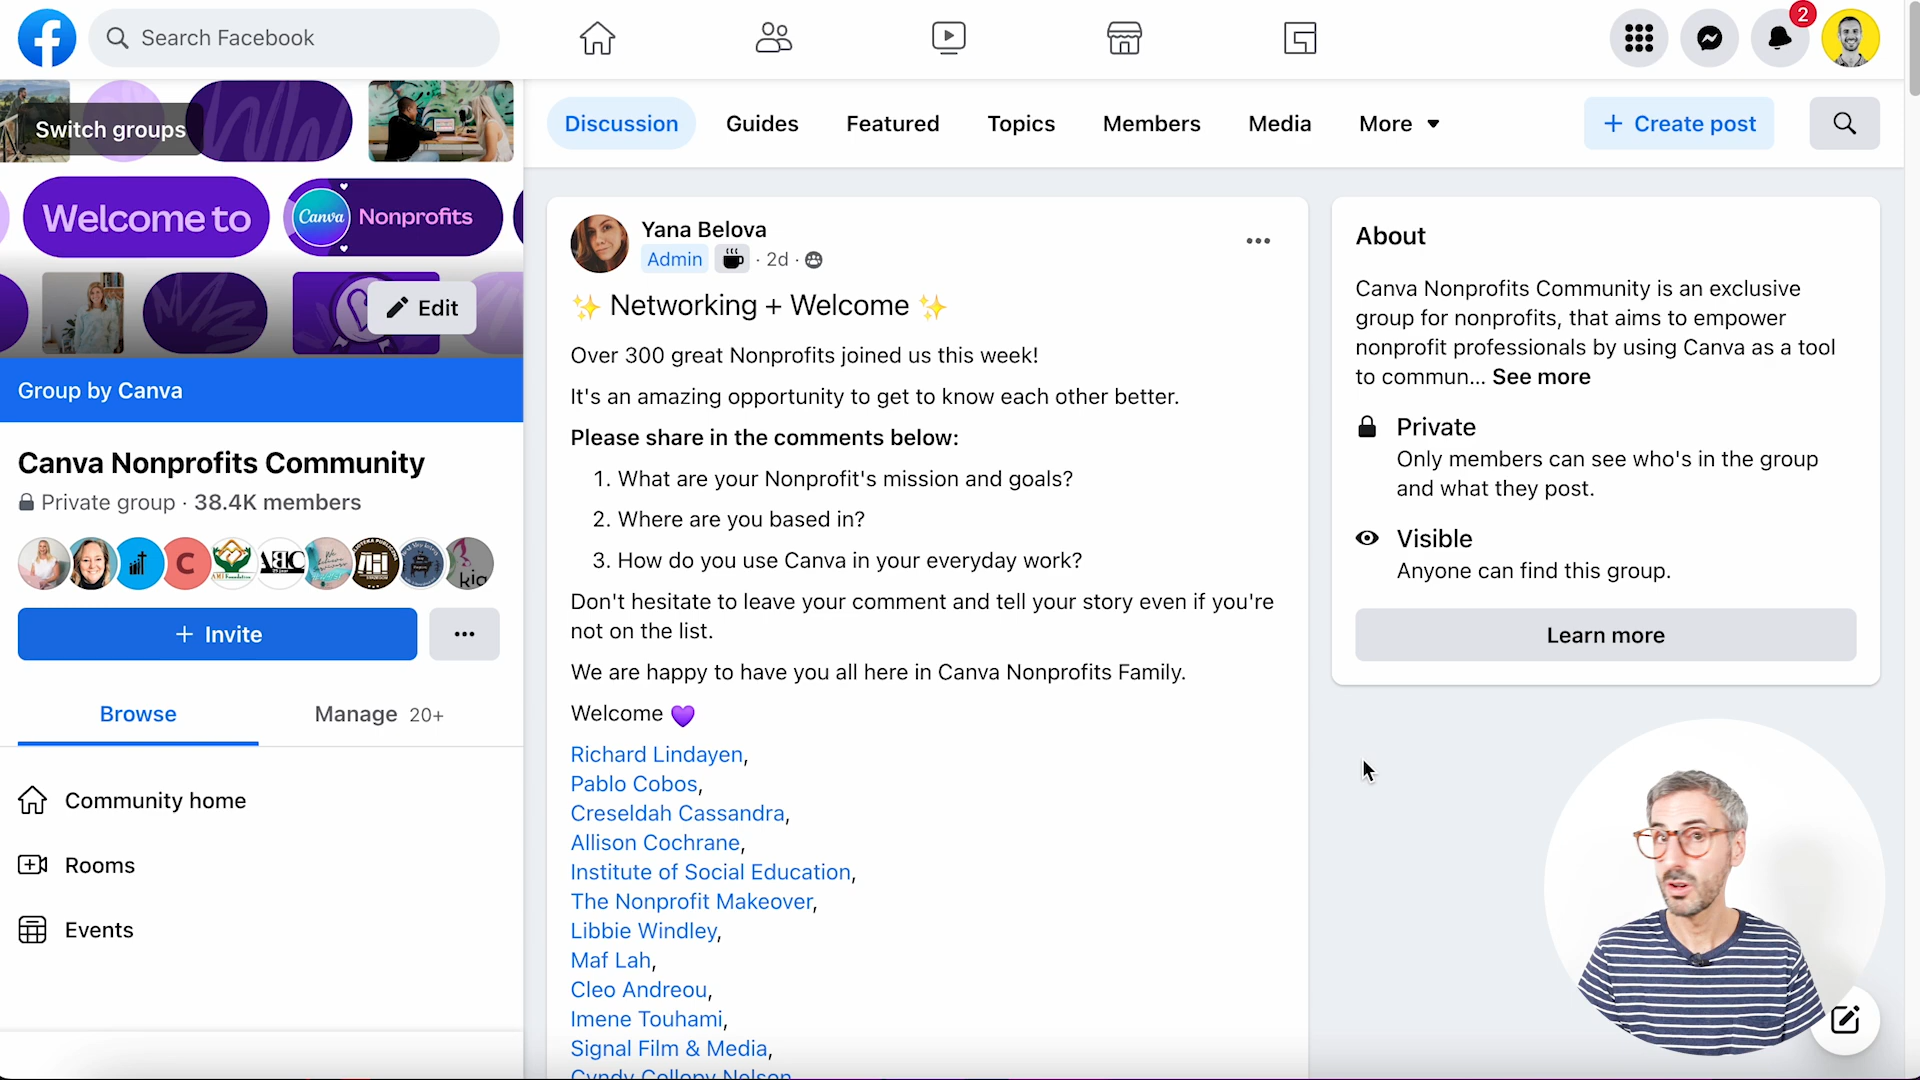 Search Facebook
2
Switch groups
Welcome to
Canva
Nonprofits
Edit
Group by Canva
Canva Nonprofits Community
Private group · 38.4K members
C
ABC
kia
+ Invite
Browse
Manage 20+
Community home
Rooms
Events
Discussion
Guides
Featured
Topics
Members
Media
More
+ Create post
Yana Belova
Admin · 2d ·
✨ Networking + Welcome ✨
Over 300 great Nonprofits joined us this week!
It's an amazing opportunity to get to know each other better.
Please share in the comments below:
1. What are your Nonprofit's mission and goals?
2. Where are you based in?
3. How do you use Canva in your everyday work?
Don't hesitate to leave your comment and tell your story even if you're
not on the list.
We are happy to have you all here in Canva Nonprofits Family.
Welcome 💜
Richard Lindayen,
Pablo Cobos,
Creseldah Cassandra,
Allison Cochrane,
Institute of Social Education,
The Nonprofit Makeover,
Libbie Windley,
Maf Lah,
Cleo Andreou,
Imene Touhami,
Signal Film & Media,
Cyndy Collopy Nelson
About
Canva Nonprofits Community is an exclusive
group for nonprofits, that aims to empower
nonprofit professionals by using Canva as a tool
to commun... See more
Private
Only members can see who's in the group
and what they post.
Visible
Anyone can find this group.
Learn more